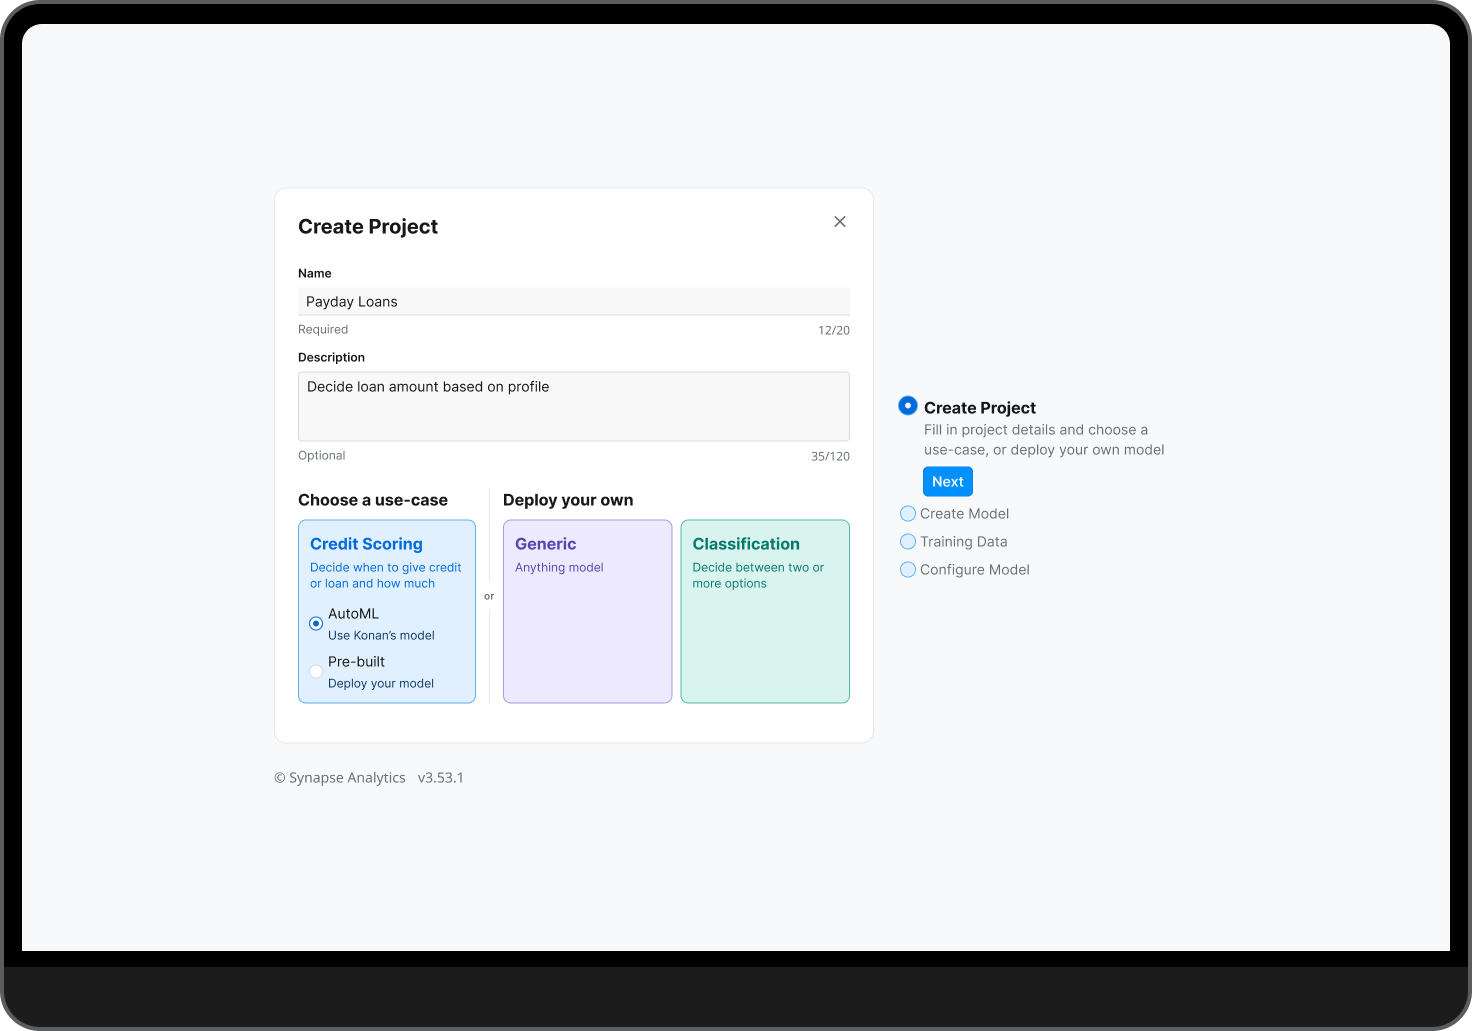 Create Project
Name
Payday Loans
Required 12/20
Description
Decide loan amount based on profile
Optional 35/120
Choose a use-case
Credit Scoring
Decide when to give credit
or loan and how much
AutoML
Use Konan's model
Pre-built
Deploy your model
or
Deploy your own
Generic
Anything model
Classification
Decide between two or
more options
Create Project
Fill in project details and choose a
use-case, or deploy your own model
Next
Create Model
Training Data
Configure Model
© Synapse Analytics v3.53.1